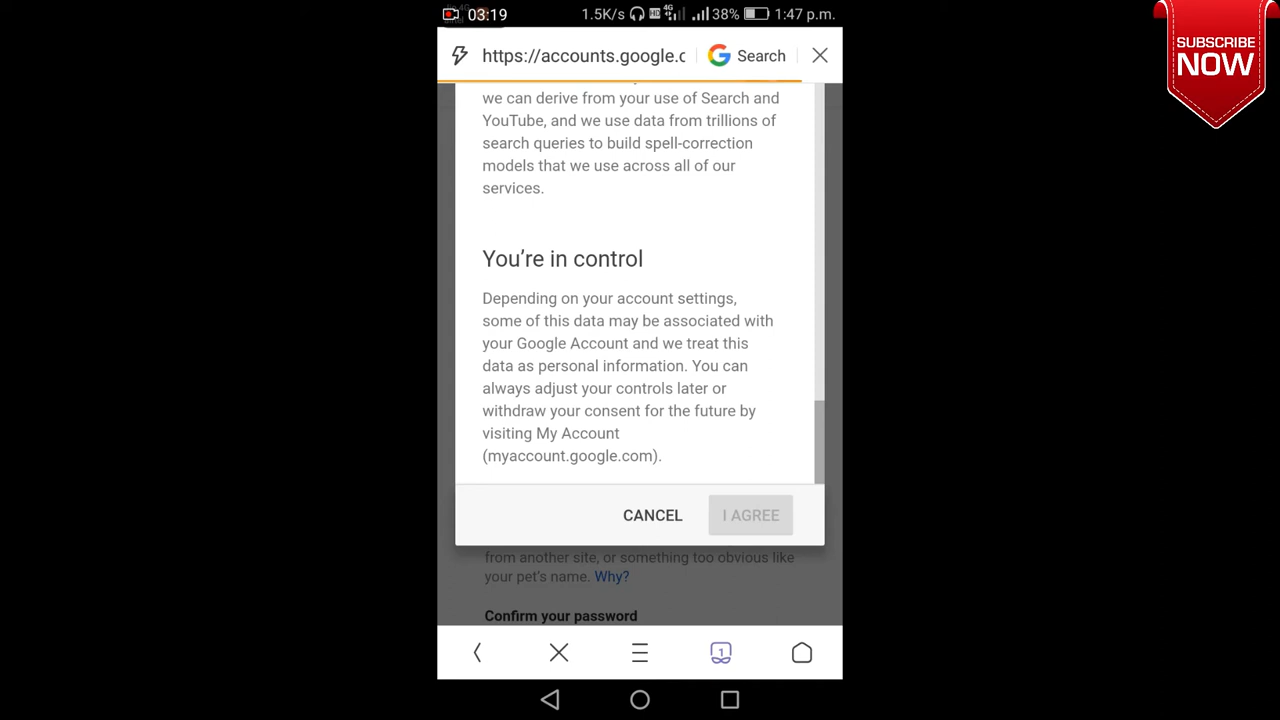 03:19
1.5K/s HD 4G 38% 1:47 p.m.
SUBSCRIBE
NOW
https://accounts.google.c
Search
we can derive from your use of Search and
YouTube, and we use data from trillions of
search queries to build spell-correction
models that we use across all of our
services.
You’re in control
Depending on your account settings,
some of this data may be associated with
your Google Account and we treat this
data as personal information. You can
always adjust your controls later or
withdraw your consent for the future by
visiting My Account
(myaccount.google.com).
CANCEL
I AGREE
from another site, or something too obvious like
your pet's name. Why?
Confirm your password
1